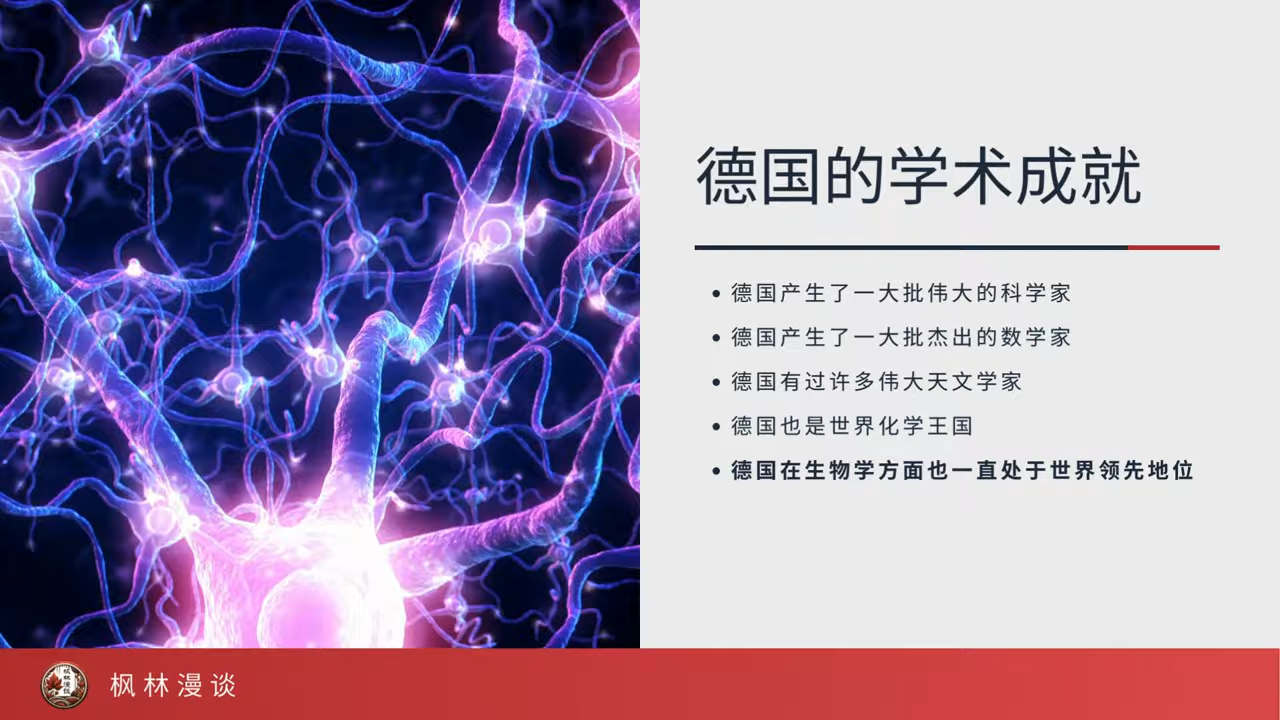 德国的学术成就
• 德国产生了一大批伟大的科学家
• 德国产生了一大批杰出的数学家
• 德国有过许多伟大天文学家
• 德国也是世界化学王国
• 德国在生物学方面也一直处于世界领先地位
枫林漫谈
枫林漫谈